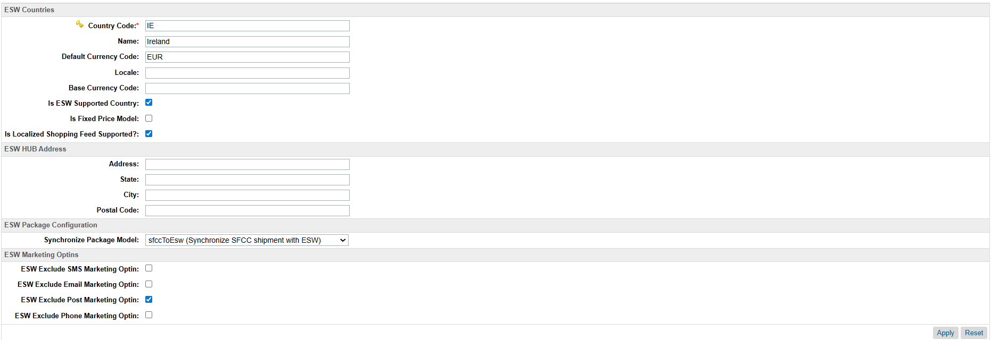 ESW Countries
Country Code:* IE
Name: Ireland
Default Currency Code: EUR
Locale:
Base Currency Code:
Is ESW Supported Country:
Is Fixed Price Model:
Is Localized Shopping Feed Supported?:
ESW HUB Address
Address:
State:
City:
Postal Code:
ESW Package Configuration
Synchronize Package Model: sfccToEsw (Synchronize SFCC shipment with ESW)
ESW Marketing Optins
ESW Exclude SMS Marketing Optin:
ESW Exclude Email Marketing Optin:
ESW Exclude Post Marketing Optin:
ESW Exclude Phone Marketing Optin:
Apply Reset